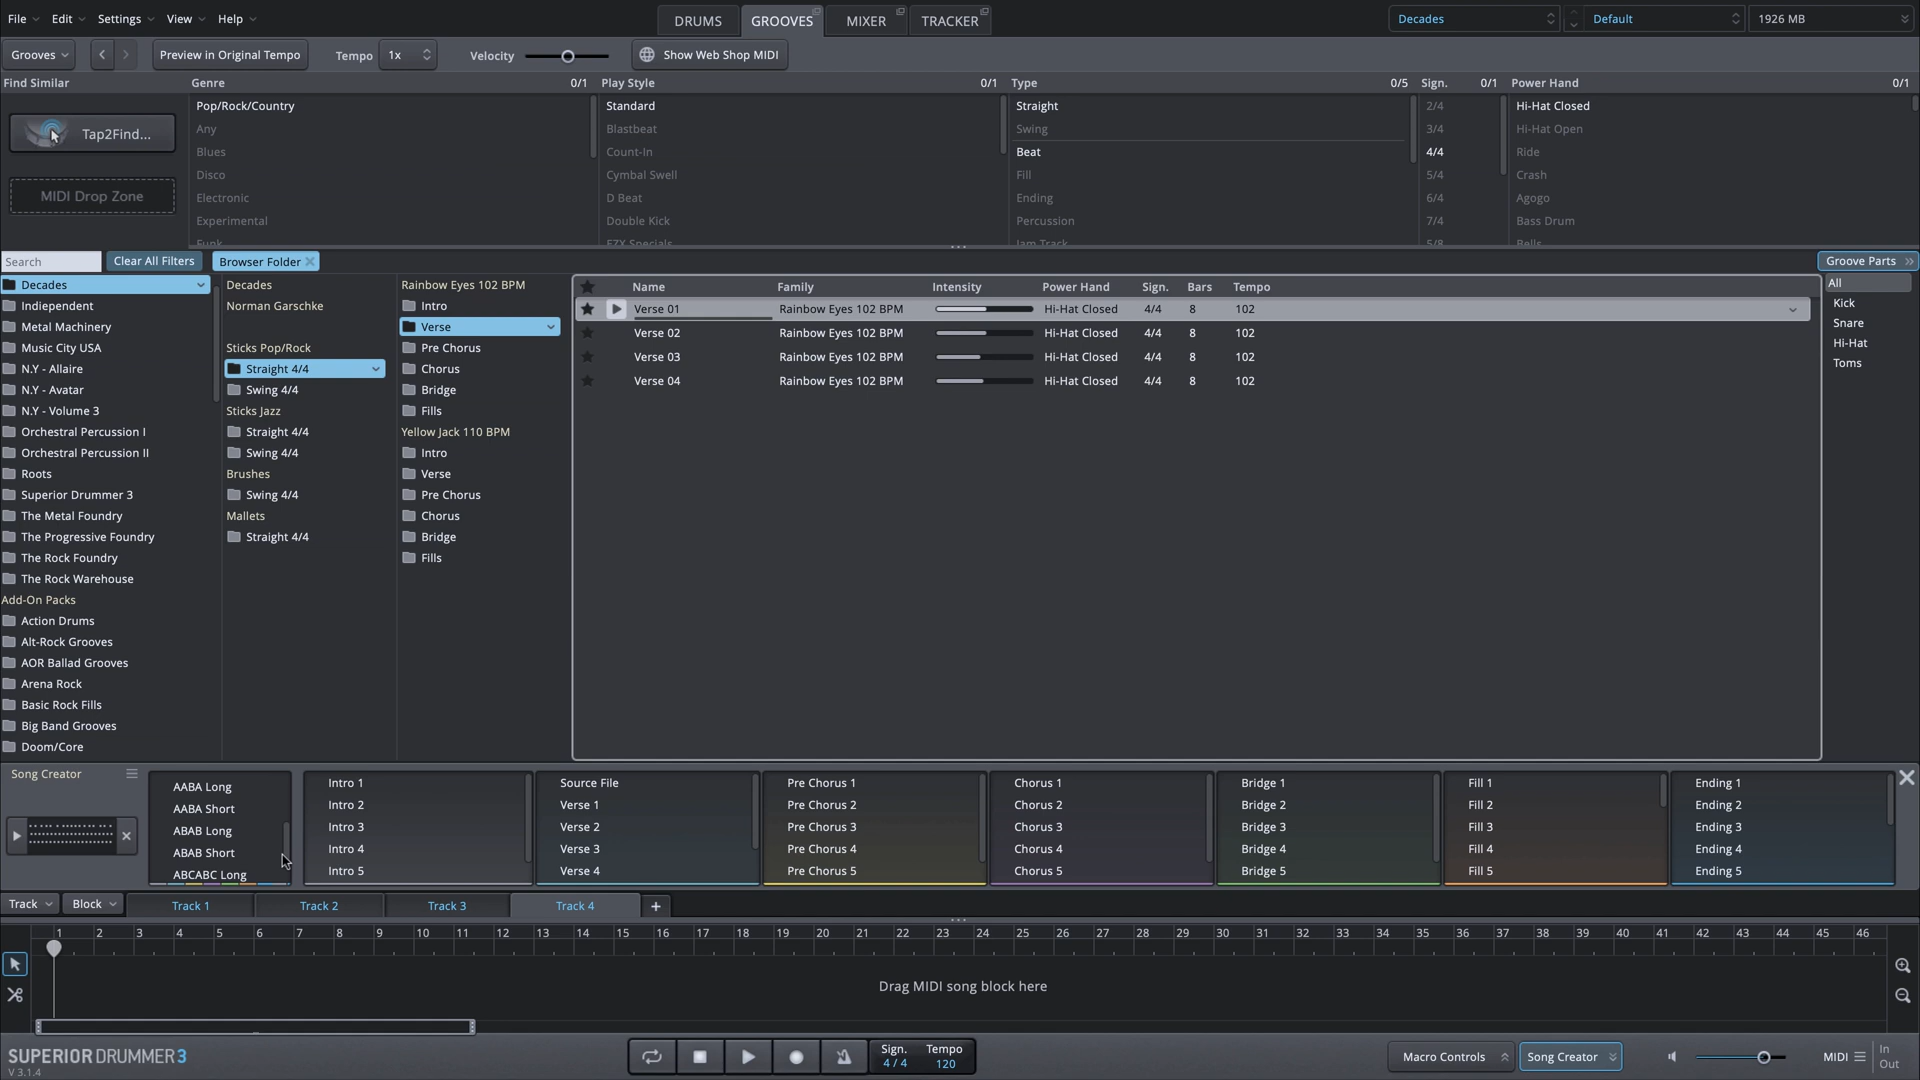 File Edit Settings View Help
DRUMS GROOVES MIXER TRACKER
Decades Default 1926 MB
Grooves Preview in Original Tempo Tempo 1x Velocity Show Web Shop MIDI
Find Similar Genre 0/1 Play Style 0/1 Type 0/5 Sign. 0/1 Power Hand 0/1
Tap2Find...
MIDI Drop Zone
Pop/Rock/Country
Any
Blues
Disco
Electronic
Experimental
Funk
Standard
Blastbeat
Count-In
Cymbal Swell
D Beat
Double Kick
EZX Specials
Straight
Swing
Beat
Fill
Ending
Percussion
Jam Track
2/4
3/4
4/4
5/4
6/4
7/4
5/8
Hi-Hat Closed
Hi-Hat Open
Ride
Crash
Agogo
Bass Drum
Bells
Search Clear All Filters Browser Folder Groove Parts
Decades
Indiependent
Metal Machinery
Music City USA
N.Y - Allaire
N.Y - Avatar
N.Y - Volume 3
Orchestral Percussion I
Orchestral Percussion II
Roots
Superior Drummer 3
The Metal Foundry
The Progressive Foundry
The Rock Foundry
The Rock Warehouse
Add-On Packs
Action Drums
Alt-Rock Grooves
AOR Ballad Grooves
Arena Rock
Basic Rock Fills
Big Band Grooves
Doom/Core
Decades
Norman Garschke
Sticks Pop/Rock
Straight 4/4
Swing 4/4
Sticks Jazz
Straight 4/4
Swing 4/4
Brushes
Swing 4/4
Mallets
Straight 4/4
Rainbow Eyes 102 BPM
Intro
Verse
Pre Chorus
Chorus
Bridge
Fills
Yellow Jack 110 BPM
Intro
Verse
Pre Chorus
Chorus
Bridge
Fills
Name Family Intensity Power Hand Sign. Bars Tempo
Verse 01 Rainbow Eyes 102 BPM Hi-Hat Closed 4/4 8 102
Verse 02 Rainbow Eyes 102 BPM Hi-Hat Closed 4/4 8 102
Verse 03 Rainbow Eyes 102 BPM Hi-Hat Closed 4/4 8 102
Verse 04 Rainbow Eyes 102 BPM Hi-Hat Closed 4/4 8 102
All
Kick
Snare
Hi-Hat
Toms
Song Creator
AABA Long
AABA Short
ABAB Long
ABAB Short
ABCABC Long
Intro 1
Intro 2
Intro 3
Intro 4
Intro 5
Source File
Verse 1
Verse 2
Verse 3
Verse 4
Pre Chorus 1
Pre Chorus 2
Pre Chorus 3
Pre Chorus 4
Pre Chorus 5
Chorus 1
Chorus 2
Chorus 3
Chorus 4
Chorus 5
Bridge 1
Bridge 2
Bridge 3
Bridge 4
Bridge 5
Fill 1
Fill 2
Fill 3
Fill 4
Fill 5
Ending 1
Ending 2
Ending 3
Ending 4
Ending 5
Track Block Track 1 Track 2 Track 3 Track 4 +
1 2 3 4 5 6 7 8 9 10 11 12 13 14 15 16 17 18 19 20 21 22 23 24 25 26 27 28 29 30 31 32 33 34 35 36 37 38 39 40 41 42 43 44 45 46
Drag MIDI song block here
SUPERIOR DRUMMER 3
V 3.1.4
Sign. Tempo
4 / 4 120
Macro Controls Song Creator MIDI In
Out